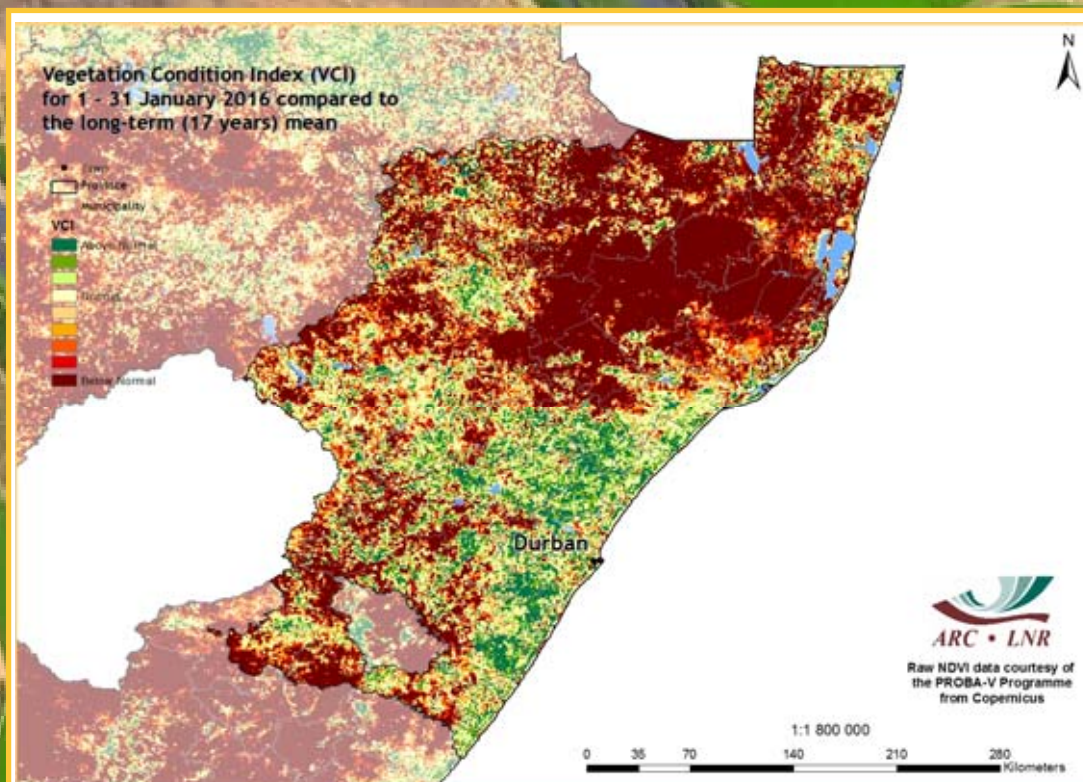 Vegetation Condition Index (VCI)
for 1 - 31 January 2016 compared to
the long-term (17 years) mean
N
Town
Province
Municipality
VCI
Above Normal
Normal
Below Normal
Durban
ARC • LNR
Raw NDVI data courtesy of
the PROBA-V Programme
from Copernicus
1:1 800 000
0 35 70 140 210 280
Kilometers